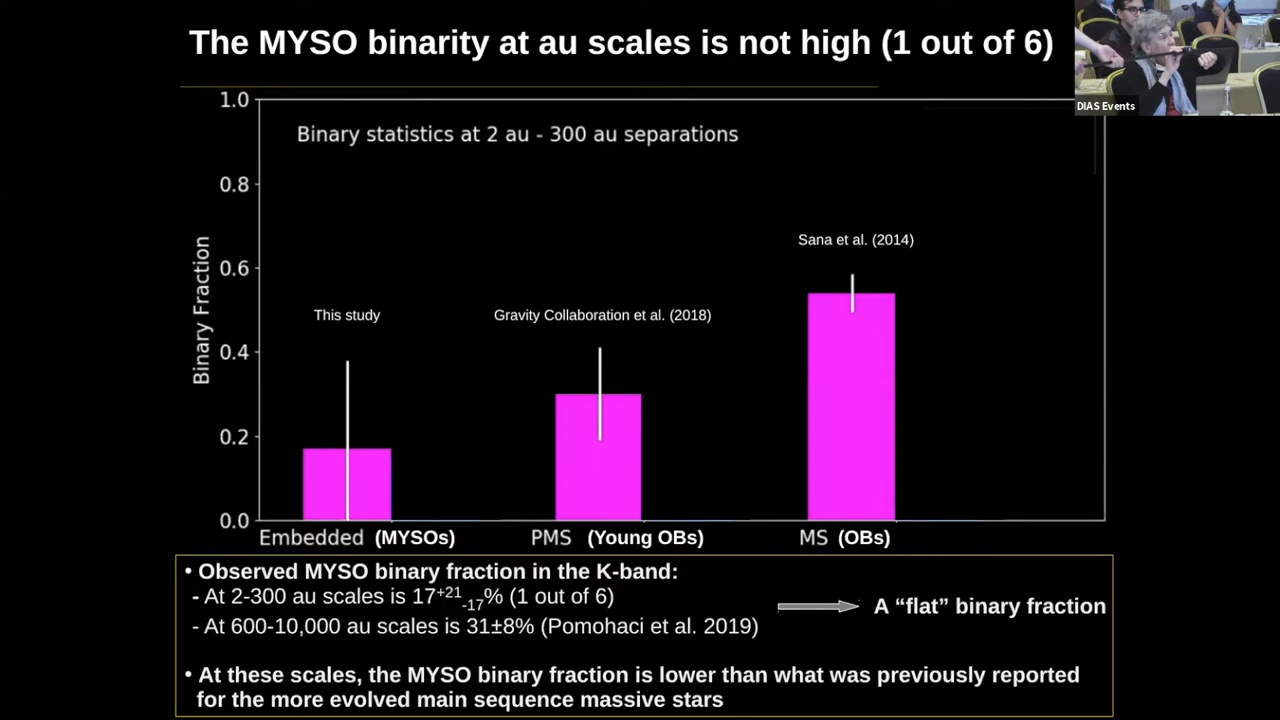 The MYSO binarity at au scales is not high (1 out of 6)
DIAS Events
1.0
Binary statistics at 2 au - 300 au separations
0.8
Sana et al. (2014)
0.6
Binary Fraction
This study
Gravity Collaboration et al. (2018)
0.4
0.2
0.0
Embedded (MYSOs)
PMS (Young OBs)
MS (OBs)
• Observed MYSO binary fraction in the K-band:
- At 2-300 au scales is 17+21-17% (1 out of 6)
A “flat” binary fraction
- At 600-10,000 au scales is 31±8% (Pomohaci et al. 2019)
• At these scales, the MYSO binary fraction is lower than what was previously reported
for the more evolved main sequence massive stars